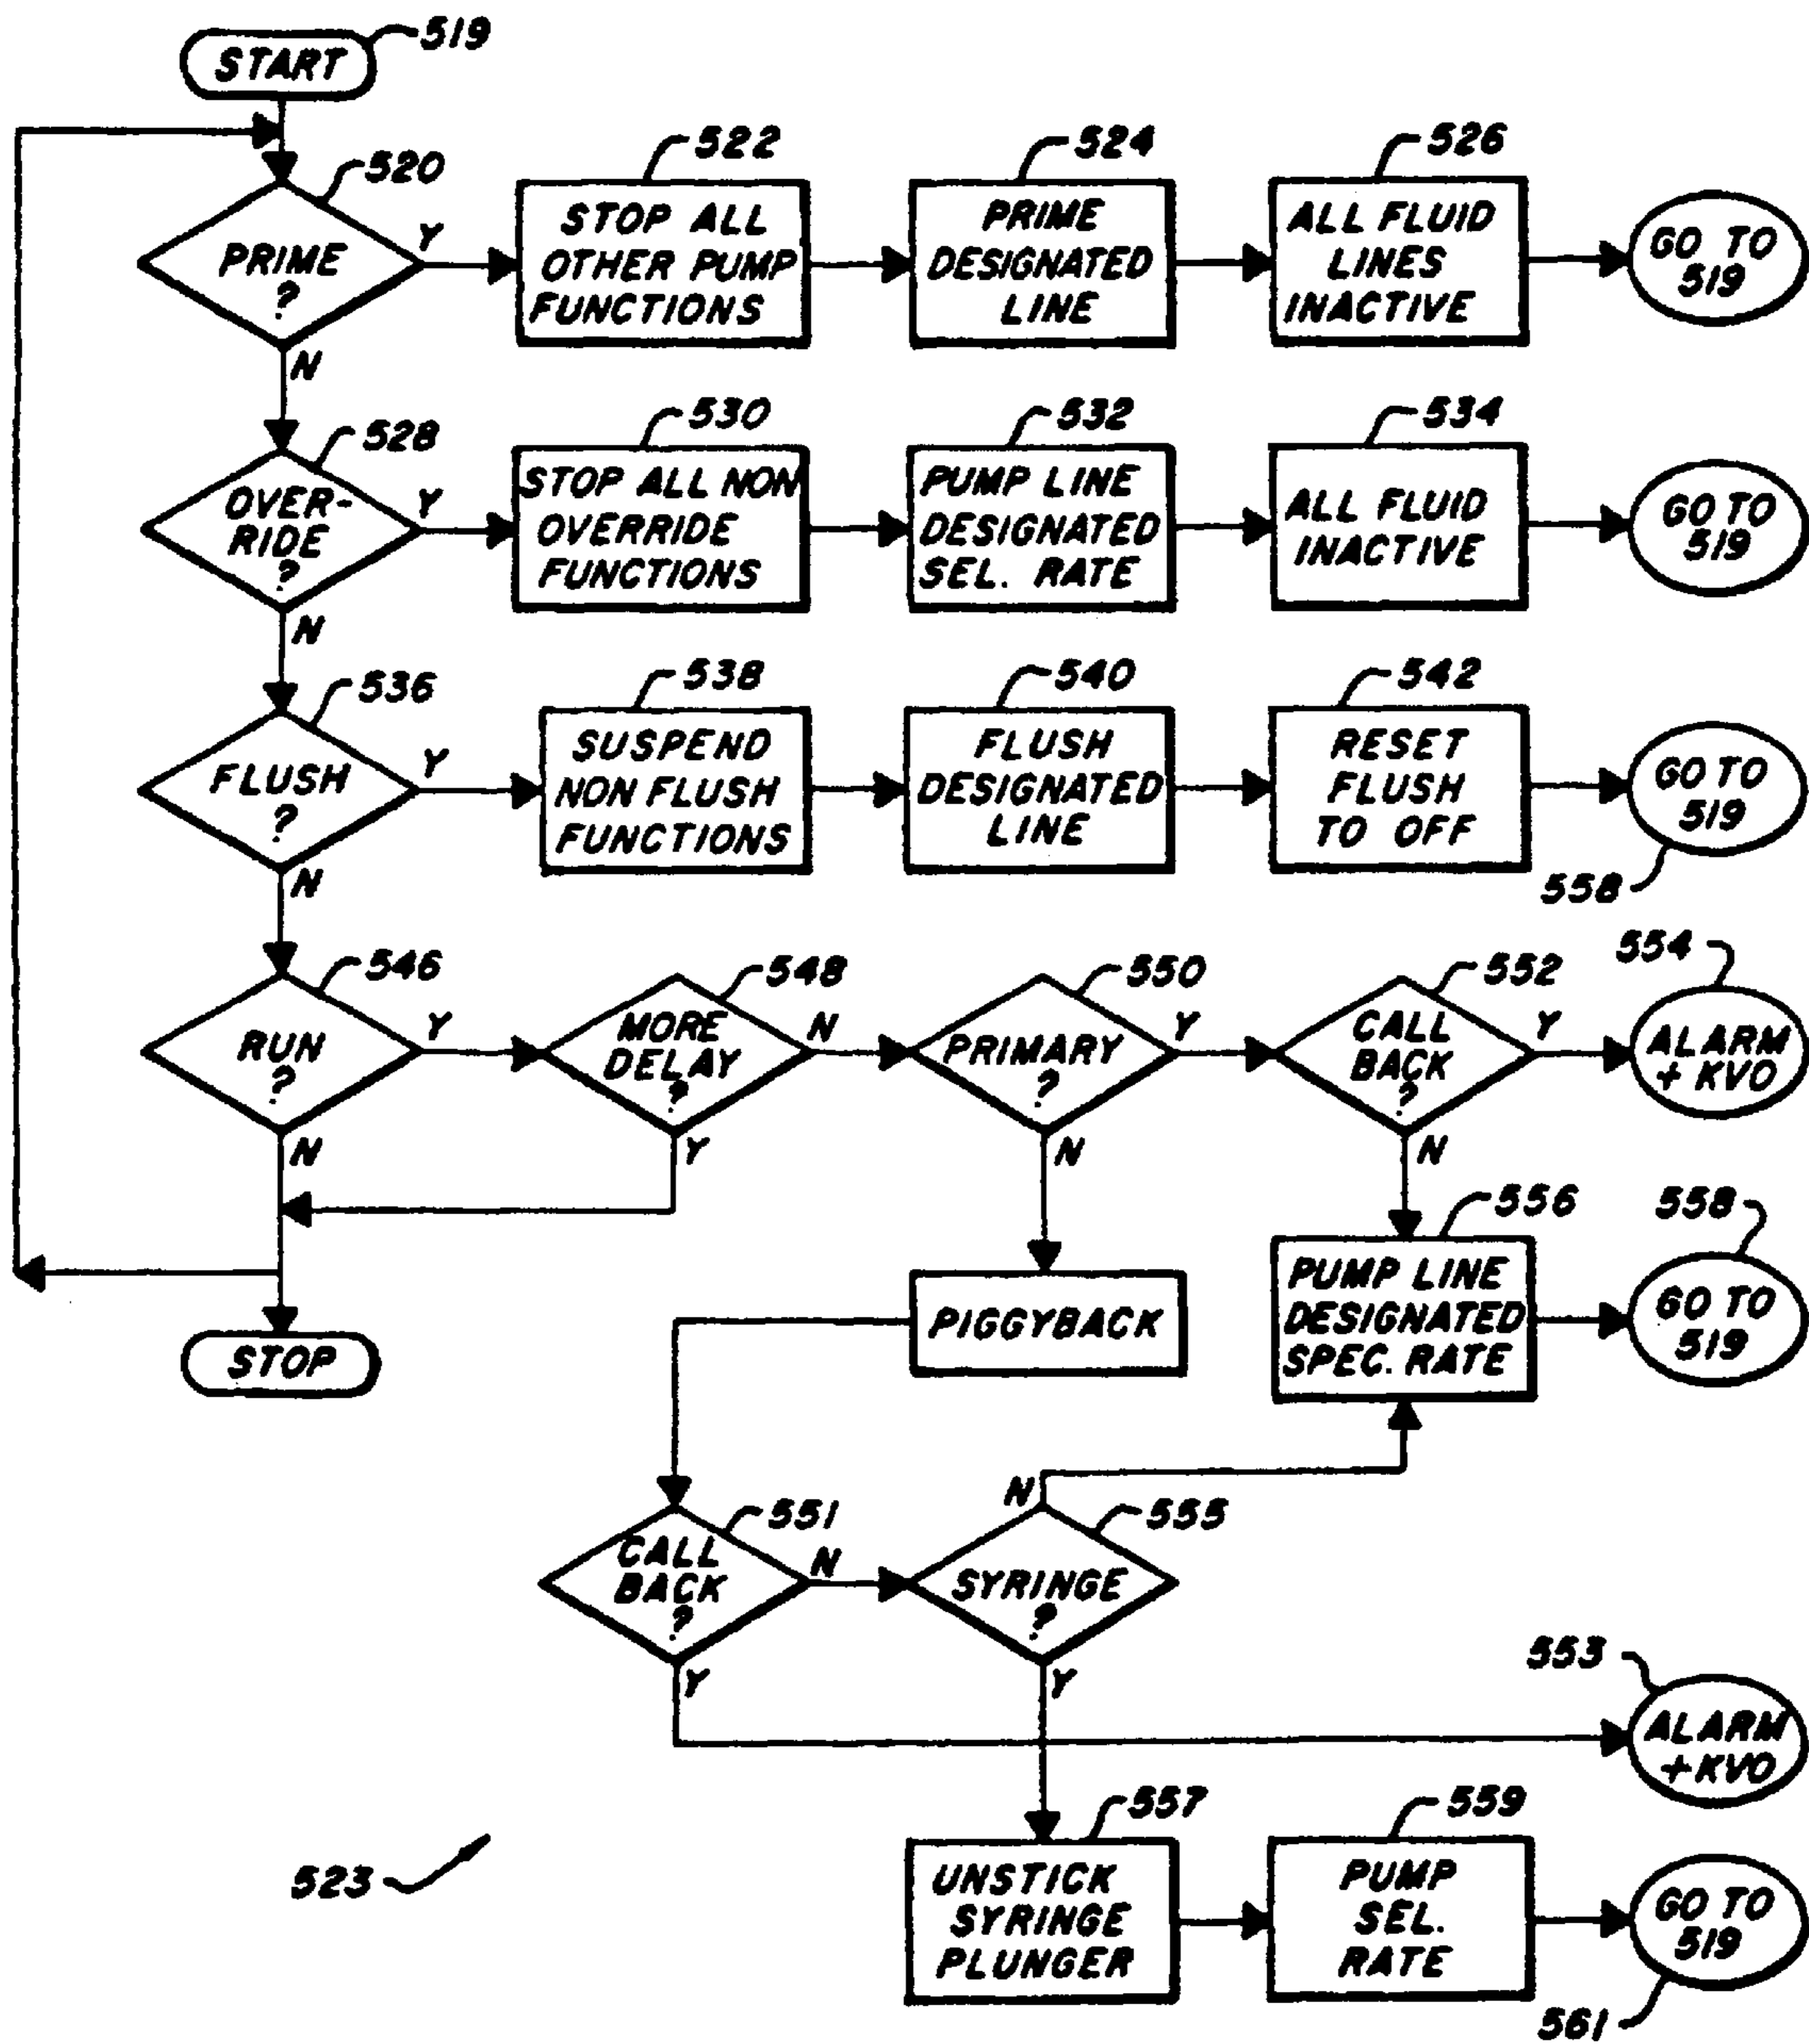 519
START
520
PRIME
?
Y
N
522
STOP ALL
OTHER PUMP
FUNCTIONS
524
PRIME
DESIGNATED
LINE
526
ALL FLUID
LINES
INACTIVE
GO TO
519
528
OVER-
RIDE
?
Y
N
530
STOP ALL NON
OVERRIDE
FUNCTIONS
532
PUMP LINE
DESIGNATED
SEL. RATE
534
ALL FLUID
INACTIVE
GO TO
519
536
FLUSH
?
Y
N
538
SUSPEND
NON FLUSH
FUNCTIONS
540
FLUSH
DESIGNATED
LINE
542
RESET
FLUSH
TO OFF
GO TO
519
558
546
RUN
?
Y
N
548
MORE
DELAY
?
N
Y
550
PRIMARY
?
Y
N
552
CALL
BACK
?
Y
N
554
ALARM
+ KVO
STOP
PIGGYBACK
556
PUMP LINE
DESIGNATED
SPEC. RATE
558
GO TO
519
551
CALL
BACK
?
N
Y
555
N
SYRINGE
?
Y
553
ALARM
+KVO
523
557
UNSTICK
SYRINGE
PLUNGER
559
PUMP
SEL.
RATE
GO TO
519
561